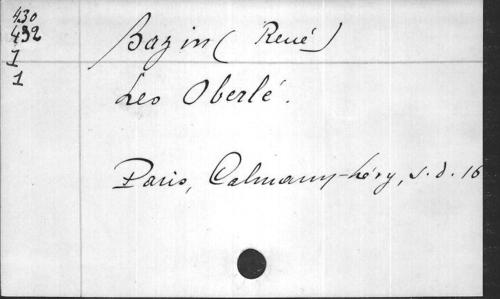 430
432
I
1
Bazin (René)
Les Oberlé.
Paris, Calmann-Lévy, s.d. 16